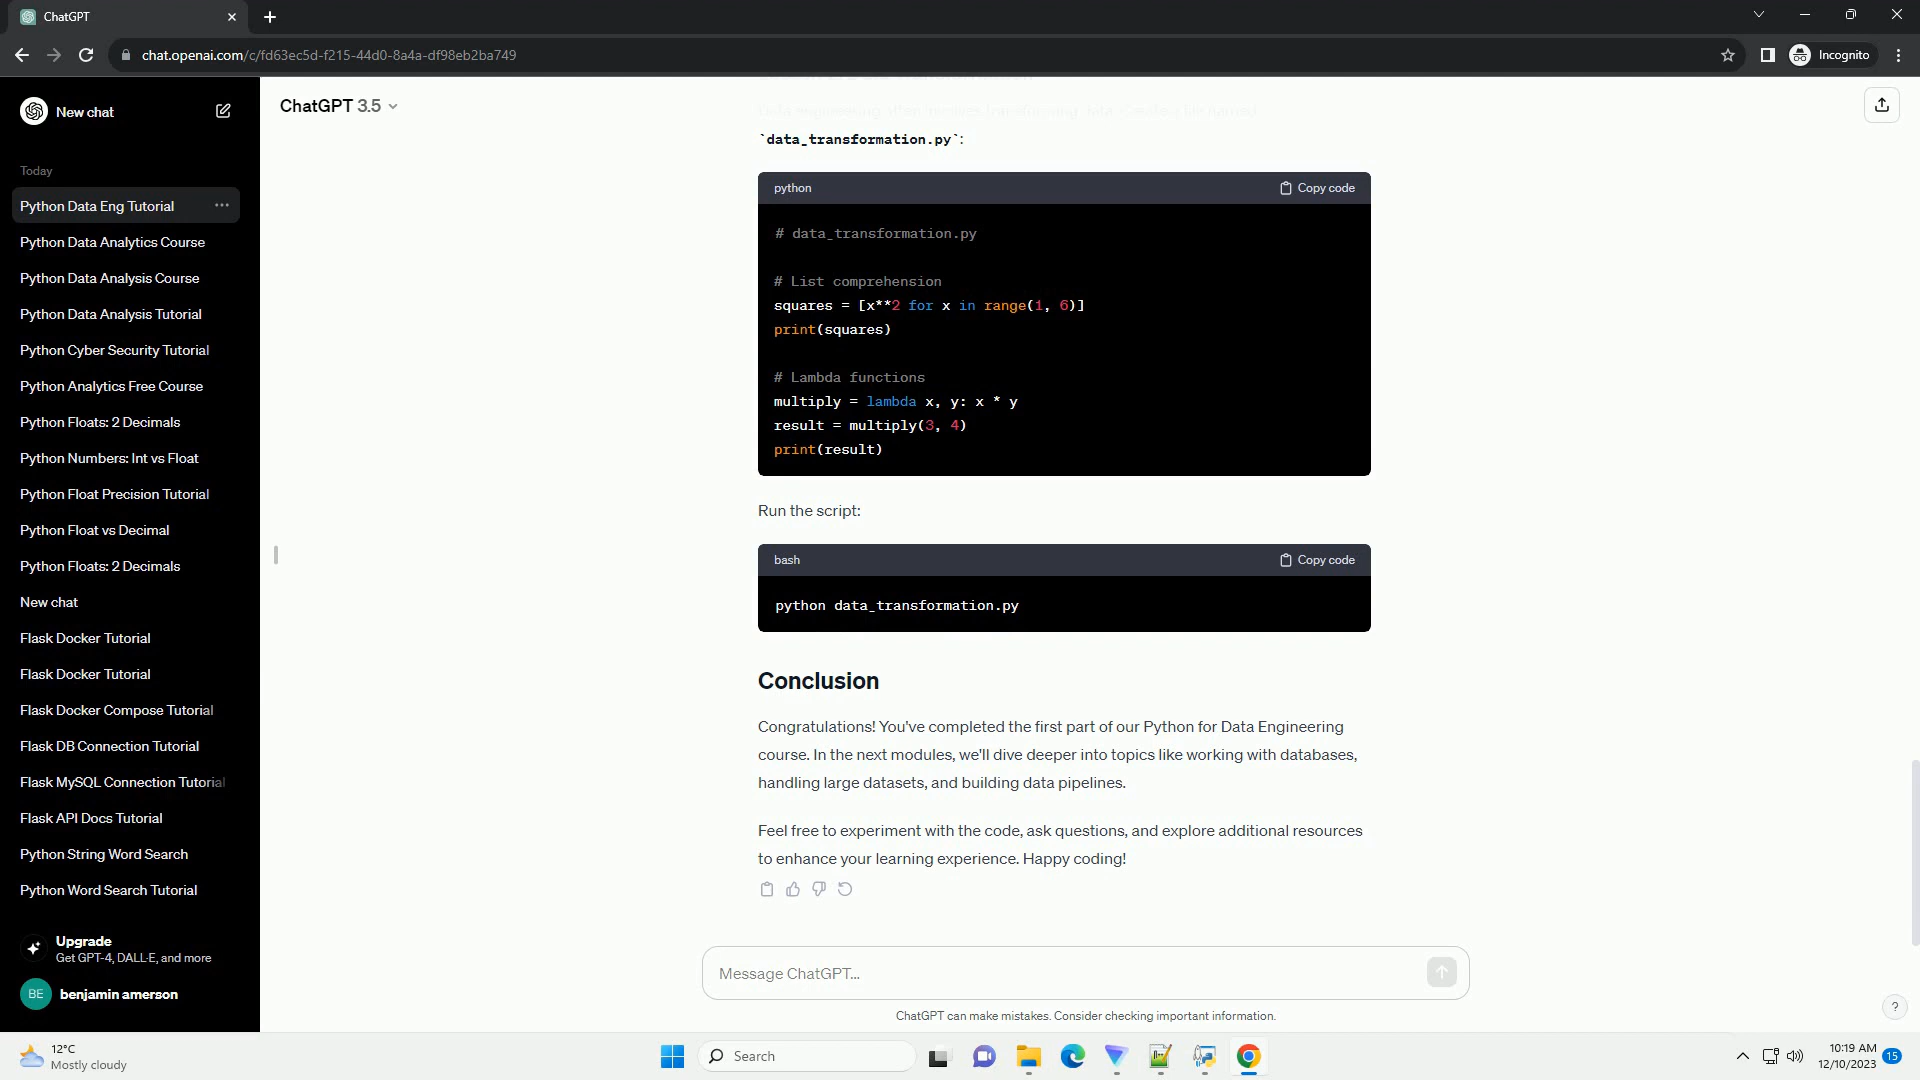 ChatGPT
chat.openai.com/c/fd63ec5d-f215-44d0-8a4a-df98eb2ba749
Incognito
New chat
Today
Python Data Eng Tutorial
Python Data Analytics Course
Python Data Analysis Course
Python Data Analysis Tutorial
Python Cyber Security Tutorial
Python Analytics Free Course
Python Floats: 2 Decimals
Python Numbers: Int vs Float
Python Float Precision Tutorial
Python Float vs Decimal
Python Floats: 2 Decimals
New chat
Flask Docker Tutorial
Flask Docker Tutorial
Flask Docker Compose Tutorial
Flask DB Connection Tutorial
Flask MySQL Connection Tutorial
Flask API Docs Tutorial
Python String Word Search
Python Word Search Tutorial
Upgrade
Get GPT-4, DALL·E, and more
BE
benjamin amerson
ChatGPT 3.5
`data_transformation.py`:
python
Copy code
# data_transformation.py
# List comprehension
squares = [x**2 for x in range(1, 6)]
print(squares)
# Lambda functions
multiply = lambda x, y: x * y
result = multiply(3, 4)
print(result)
Run the script:
bash
Copy code
python data_transformation.py
Conclusion
Congratulations! You've completed the first part of our Python for Data Engineering
course. In the next modules, we'll dive deeper into topics like working with databases,
handling large datasets, and building data pipelines.
Feel free to experiment with the code, ask questions, and explore additional resources
to enhance your learning experience. Happy coding!
Message ChatGPT...
ChatGPT can make mistakes. Consider checking important information.
?
12°C
Mostly cloudy
Search
10:19 AM
12/10/2023
15